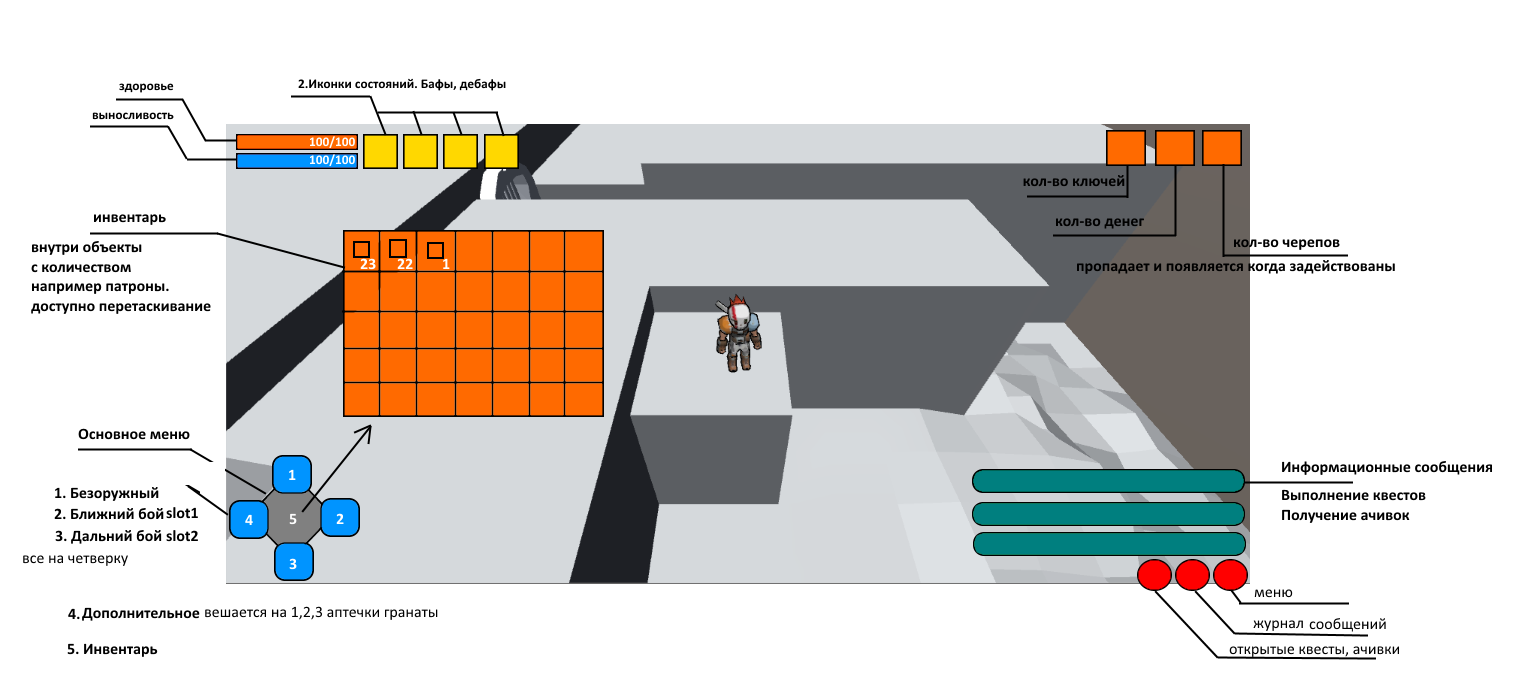 здоровье
2.Иконки состояний. Бафы, дебафы
выносливость
100/100
100/100
кол-во ключей
инвентарь
кол-во денег
внутри объекты
с количеством
например патроны.
доступно перетаскивание
кол-во черепов
пропадает и появляется когда задействованы
23
22
1
Основное меню
1
4
5
2
3
1. Безоружный
2. Ближний бой slot1
3. Дальний бой slot2
все на четверку
Информационные сообщения
Выполнение квестов
Получение ачивок
меню
журнал сообщений
открытые квесты, ачивки
4.Дополнительное вешается на 1,2,3 аптечки гранаты
5. Инвентарь